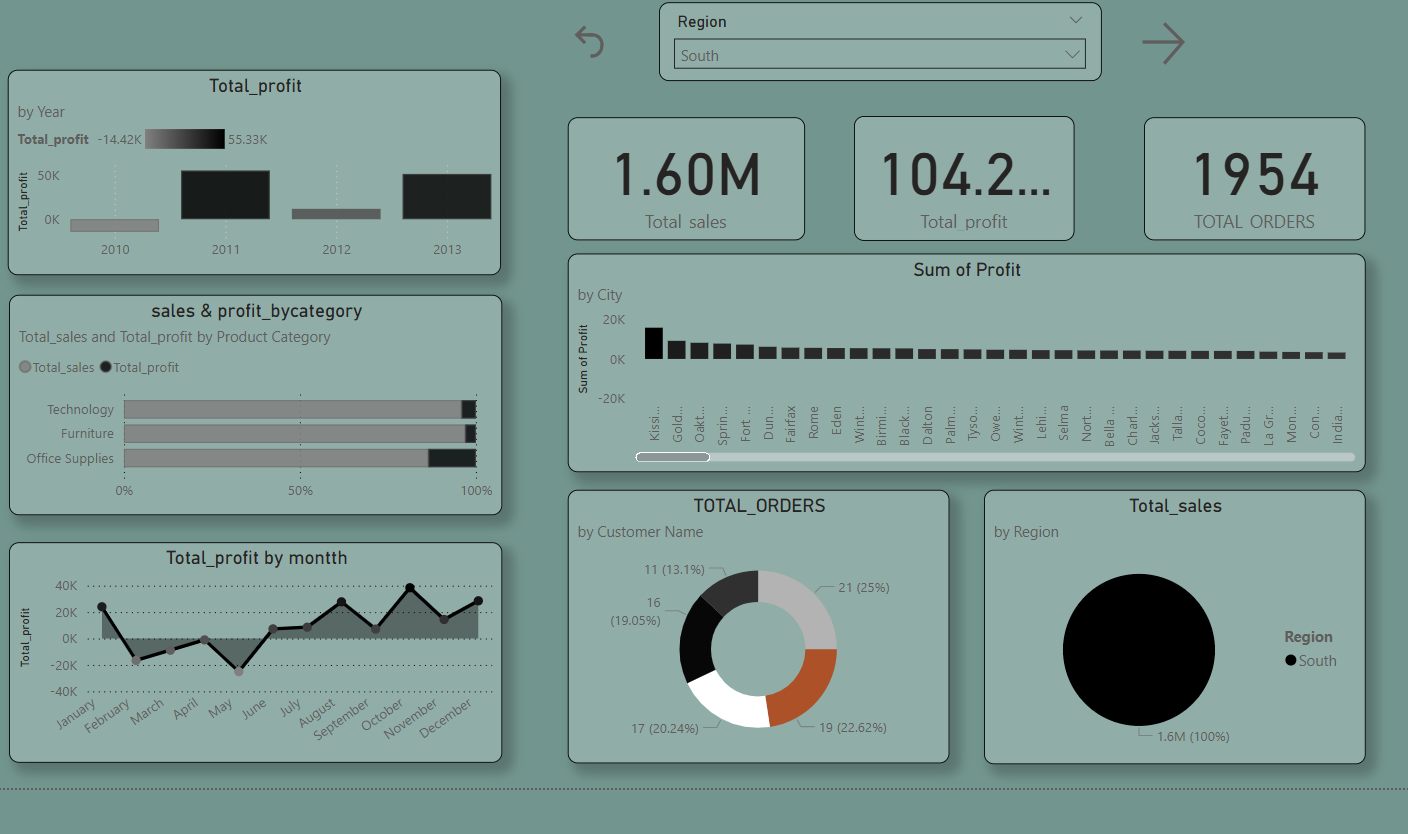 Region
South
Total_profit
by Year
Total_profit -14.42K 55.33K
Total_profit
50K
0K
2010 2011 2012 2013
1.60M
Total_sales
104.2...
Total_profit
1954
TOTAL ORDERS
sales & profit_bycategory
Total_sales and Total_profit by Product Category
Total_sales Total_profit
Technology
Furniture
Office Supplies
0% 50% 100%
Sum of Profit
by City
Sum of Profit
20K
0K
-20K
Kissi... Gold... Oakt... Sprin... Fort ... Dun... Fairfax Rome Eden Wint... Birmi... Black... Dalton Palm... Tyso... Owe... Wint... Lehi... Selma Nort... Bella ... Charl... Jacks... Talla... Coco... Fayet... Padu... La Gr... Mon... Con... India...
Total_profit by montth
Total_profit
40K
20K
0K
-20K
-40K
January February March April May June July August September October November December
TOTAL_ORDERS
by Customer Name
11 (13.1%)
21 (25%)
16
(19.05%)
17 (20.24%)
19 (22.62%)
Total_sales
by Region
Region
South
1.6M (100%)